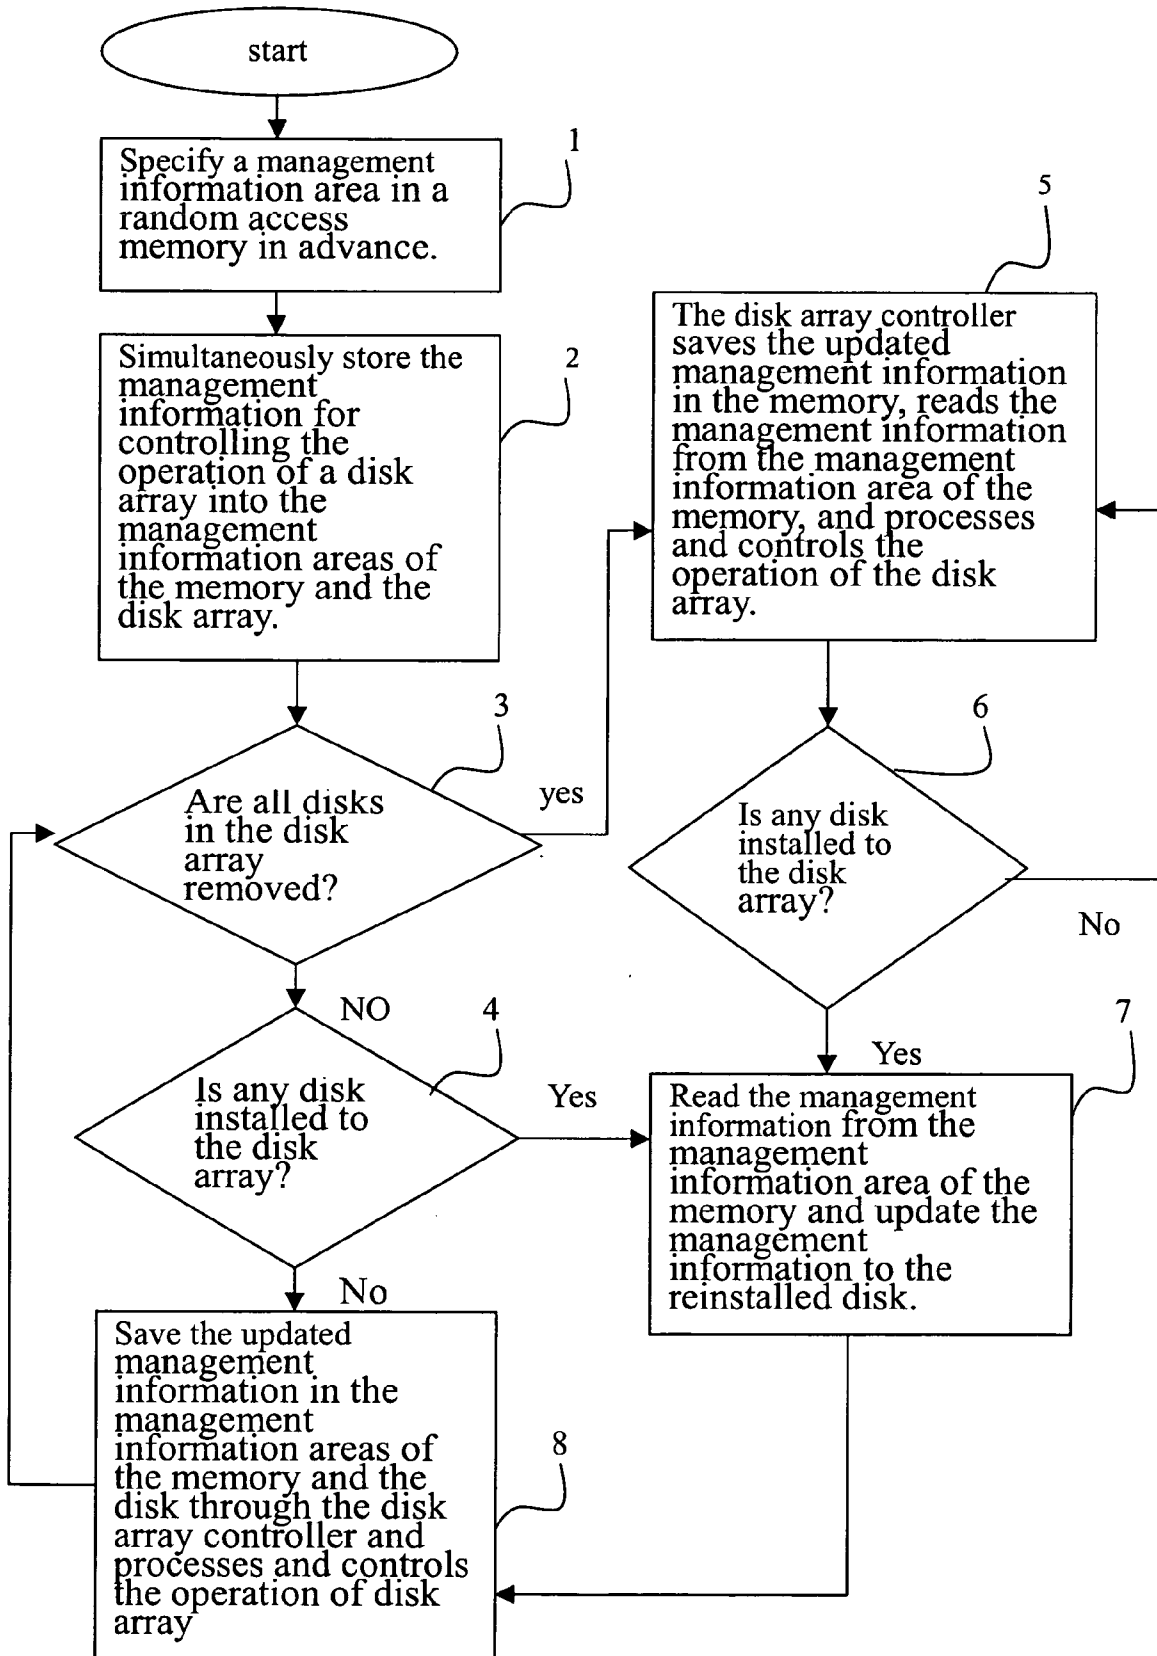 start
1
Specify a management
information area in a
random access
memory in advance.
2
Simultaneously store the
management
information for
controlling the
operation of a disk
array into the
management
information areas of
the memory and the
disk array.
3
Are all disks
in the disk
array
removed?
yes
NO
4
Is any disk
installed to
the disk
array?
Yes
No
5
The disk array controller
saves the updated
management information
in the memory, reads the
management information
from the management
information area of the
memory, and processes
and controls the
operation of the disk
array.
6
Is any disk
installed to
the disk
array?
No
Yes
7
Read the management
information from the
management
information area of the
memory and update the
management
information to the
reinstalled disk.
8
Save the updated
management
information in the
management
information areas of
the memory and the
disk through the disk
array controller and
processes and controls
the operation of disk
array